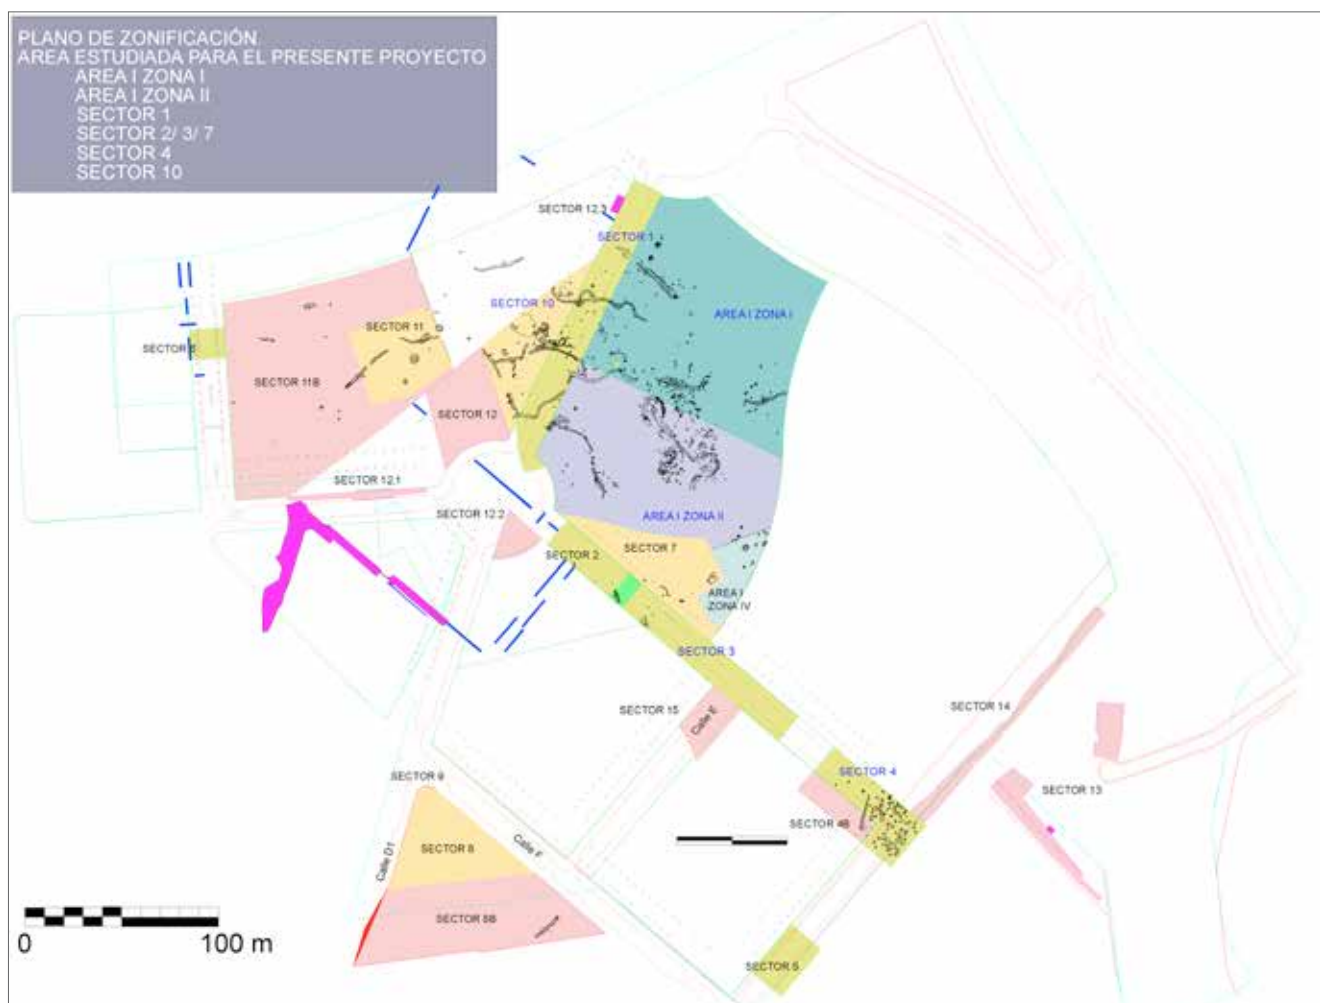 PLANO DE ZONIFICACIÓN
AREA ESTUDIADA PARA EL PRESENTE PROYECTO
AREA I ZONA I
AREA I ZONA II
SECTOR 1
SECTOR 2/ 3/ 7
SECTOR 4
SECTOR 10
SECTOR 12.3
SECTOR 1
SECTOR 10
AREA I ZONA I
SECTOR 11
SECTOR
SECTOR 11B
SECTOR 12
SECTOR 12.1
SECTOR 12.2
AREA I ZONA II
SECTOR 2
SECTOR 7
AREA I
ZONA IV
SECTOR 3
SECTOR 15
Calle E
SECTOR 14
SECTOR 4
SECTOR 9
SECTOR 13
SECTOR 4B
Calle D1
SECTOR 8
Calle F
SECTOR 8B
0 100 m
SECTOR 5